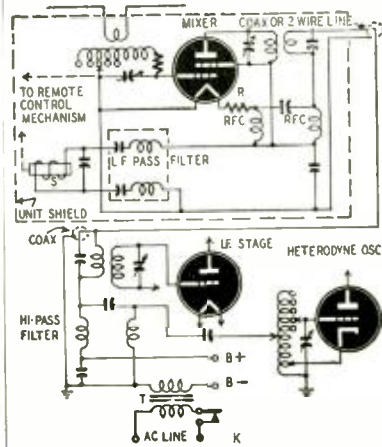 MIXER
COAX OR 2 WIRE LINE
TO REMOTE
CONTROL
MECHANISM
R
RFC
RFC
L F PASS FILTER
S
UNIT SHIELD
COAX
I.F. STAGE
HETERODYNE OSC
HI-PASS
FILTER
B+
B-
T
AC LINE
K